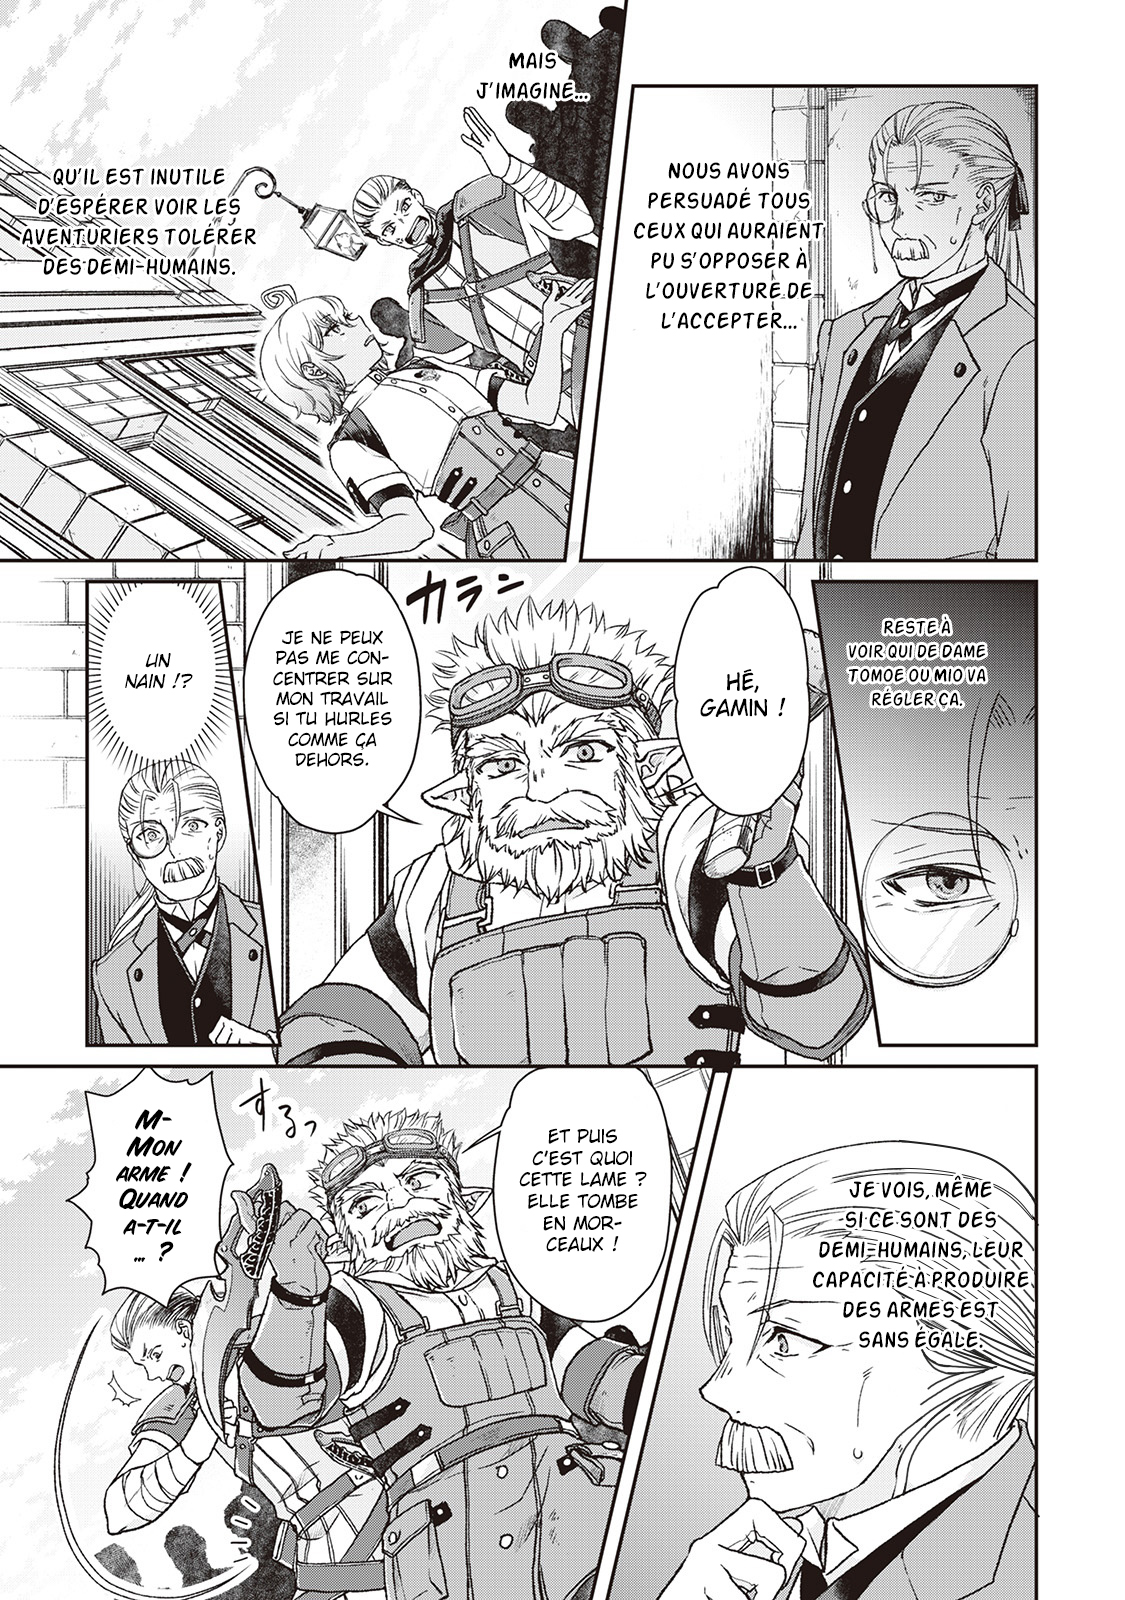 NOUS AVONS
PERSUADÉ TOUS
CEUX QUI AURAIENT
PU S'OPPOSER À
L'OUVERTURE DE
L'ACCEPTER...
MAIS
J'IMAGINE...
QU'IL EST INUTILE
D'ESPÉRER VOIR LES
AVENTURIERS TOLÉRER
DES DEMI-HUMAINS.
RESTE À
VOIR QUI DE DAME
TOMOE OU MIO VA
RÉGLER ÇA.
HÉ,
GAMIN !
カラン
JE NE PEUX
PAS ME CON-
CENTRER SUR
MON TRAVAIL
SI TU HURLES
COMME ÇA
DEHORS.
UN
NAIN !?
JE VOIS, MÊME
SI CE SONT DES
DEMI-HUMAINS, LEUR
CAPACITÉ À PRODUIRE
DES ARMES EST
SANS ÉGALE.
ET PUIS
C'EST QUOI
CETTE LAME ?
ELLE TOMBE
EN MOR-
CEAUX !
するっ
M-
MON
ARME !
QUAND
A-T-IL
... ?